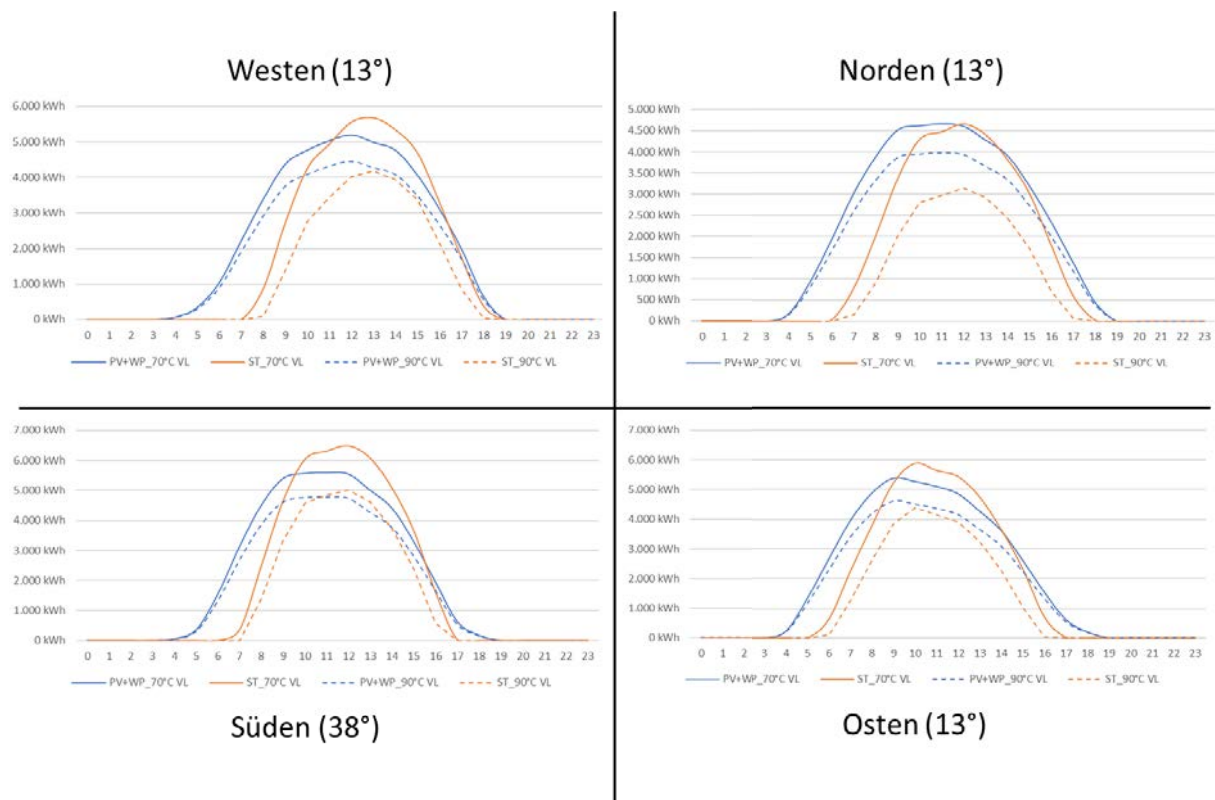 Westen (13°)
6.000 kWh
5.000 kWh
4.000 kWh
3.000 kWh
2.000 kWh
1.000 kWh
0 kWh
0 1 2 3 4 5 6 7 8 9 10 11 12 13 14 15 16 17 18 19 20 21 22 23
PV+WP_70°C VL ST_70°C VL PV+WP_90°C VL ST_90°C VL
Norden (13°)
5.000 kWh
4.500 kWh
4.000 kWh
3.500 kWh
3.000 kWh
2.500 kWh
2.000 kWh
1.500 kWh
1.000 kWh
500 kWh
0 kWh
0 1 2 3 4 5 6 7 8 9 10 11 12 13 14 15 16 17 18 19 20 21 22 23
PV+WP_70°C VL ST_70°C VL PV+WP_90°C VL ST_90°C VL
7.000 kWh
6.000 kWh
5.000 kWh
4.000 kWh
3.000 kWh
2.000 kWh
1.000 kWh
0 kWh
0 1 2 3 4 5 6 7 8 9 10 11 12 13 14 15 16 17 18 19 20 21 22 23
PV+WP_70°C VL ST_70°C VL PV+WP_90°C VL ST_90°C VL
Süden (38°)
7.000 kWh
6.000 kWh
5.000 kWh
4.000 kWh
3.000 kWh
2.000 kWh
1.000 kWh
0 kWh
0 1 2 3 4 5 6 7 8 9 10 11 12 13 14 15 16 17 18 19 20 21 22 23
PV+WP_70°C VL ST_70°C VL PV+WP_90°C VL ST_90°C VL
Osten (13°)